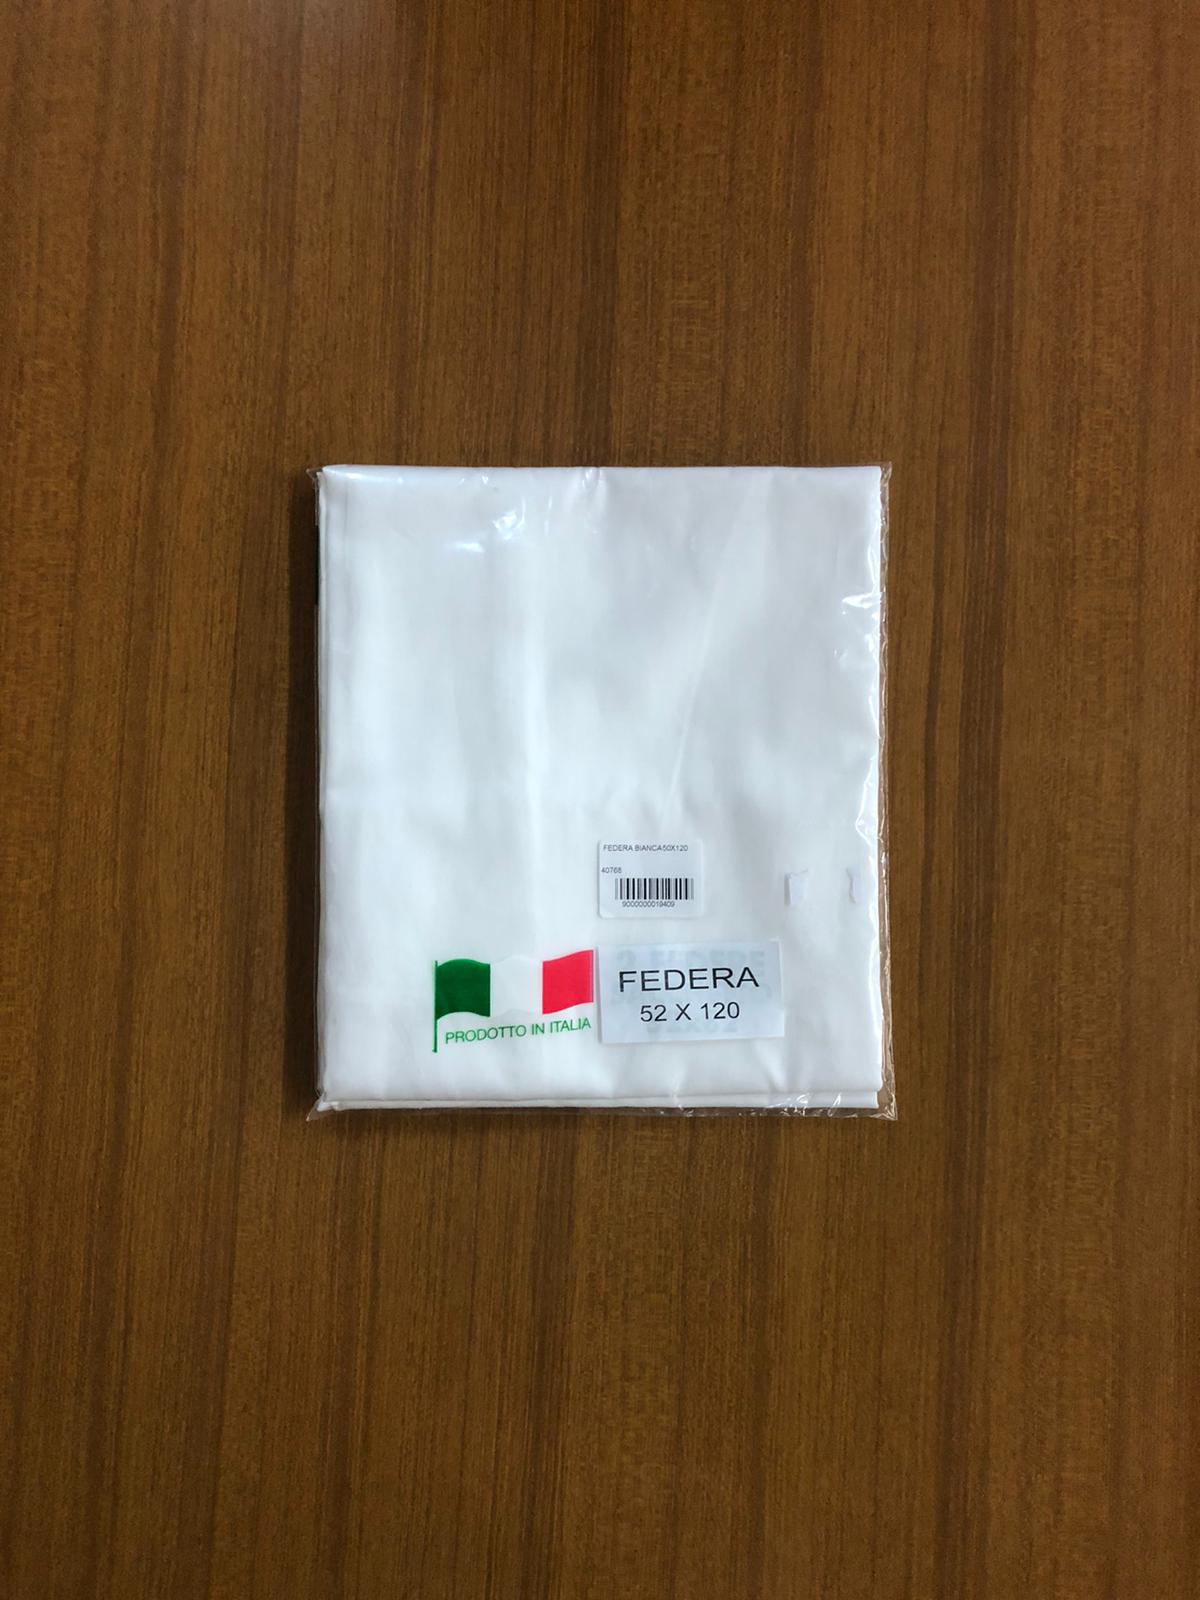 FEDERA BIANCA50X120
40768
9000000019409
PRODOTTO IN ITALIA
FEDERA
52 X 120